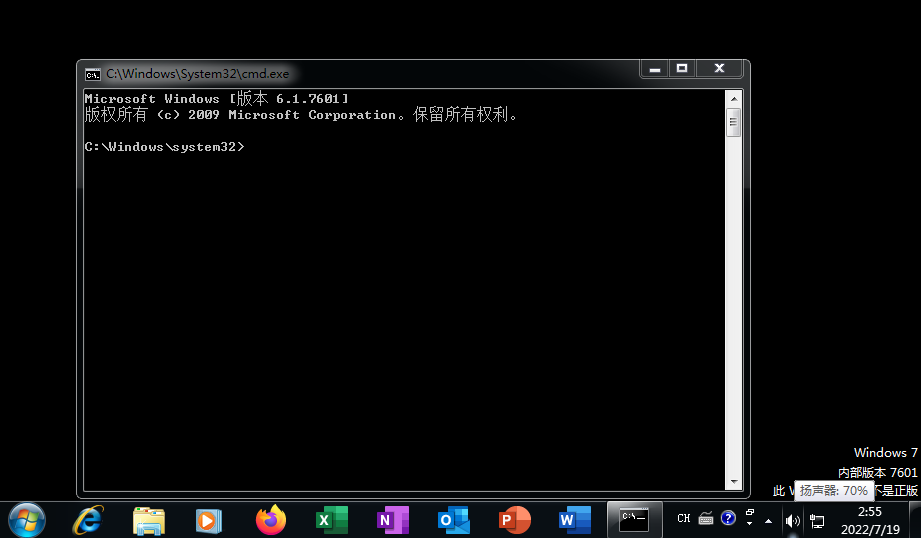 C:\Windows\System32\cmd.exe
Microsoft Windows [版本 6.1.7601]
版权所有 (c) 2009 Microsoft Corporation。保留所有权利。
C:\Windows\system32>
Windows 7
内部版本 7601
此
不是正版
扬声器: 70%
CH
2:55
2022/7/19